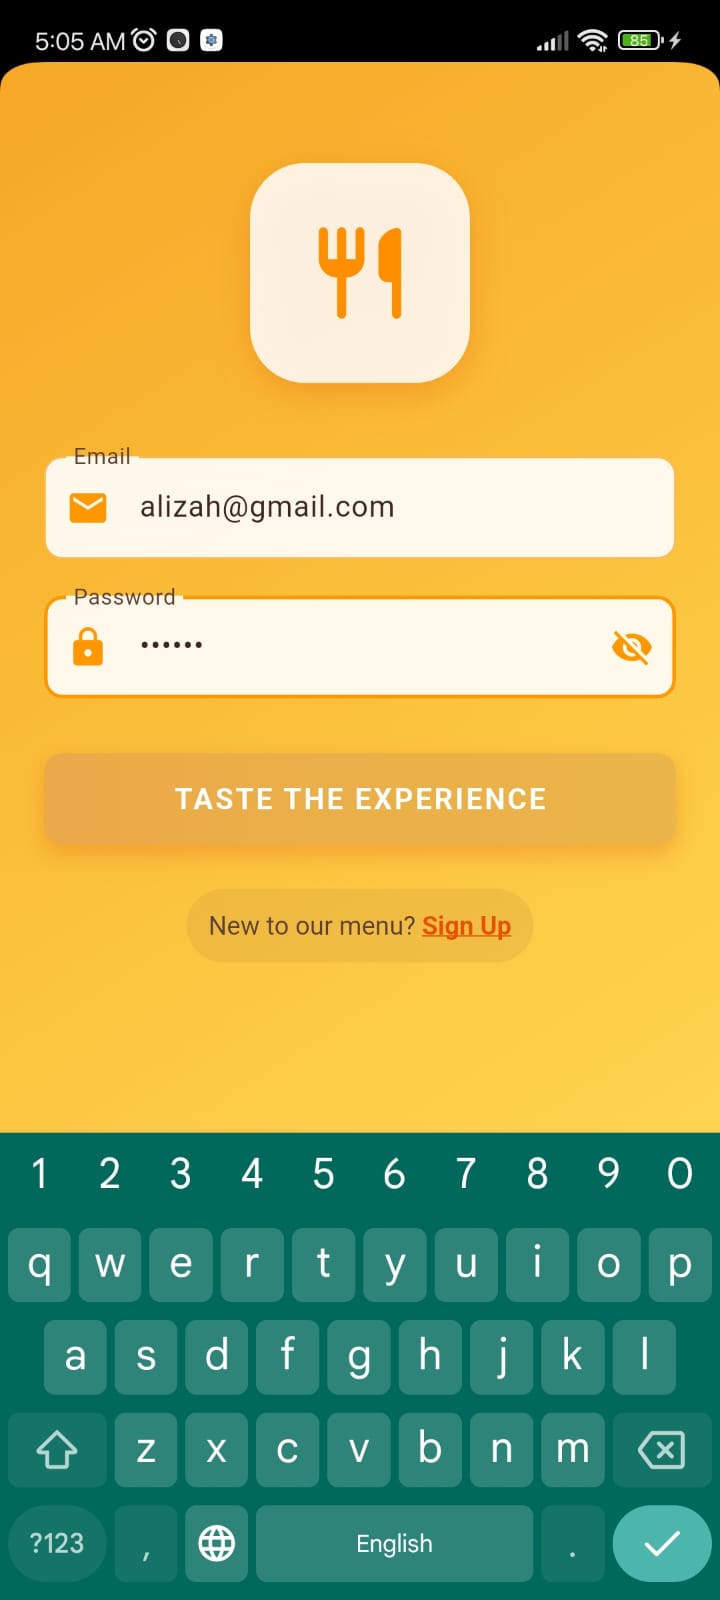 5:05 AM
85
Email
alizah@gmail.com
Password
••••••
TASTE THE EXPERIENCE
New to our menu? Sign Up
1 2 3 4 5 6 7 8 9 0
q w e r t y u i o p
a s d f g h j k l
z x c v b n m
?123 , English .